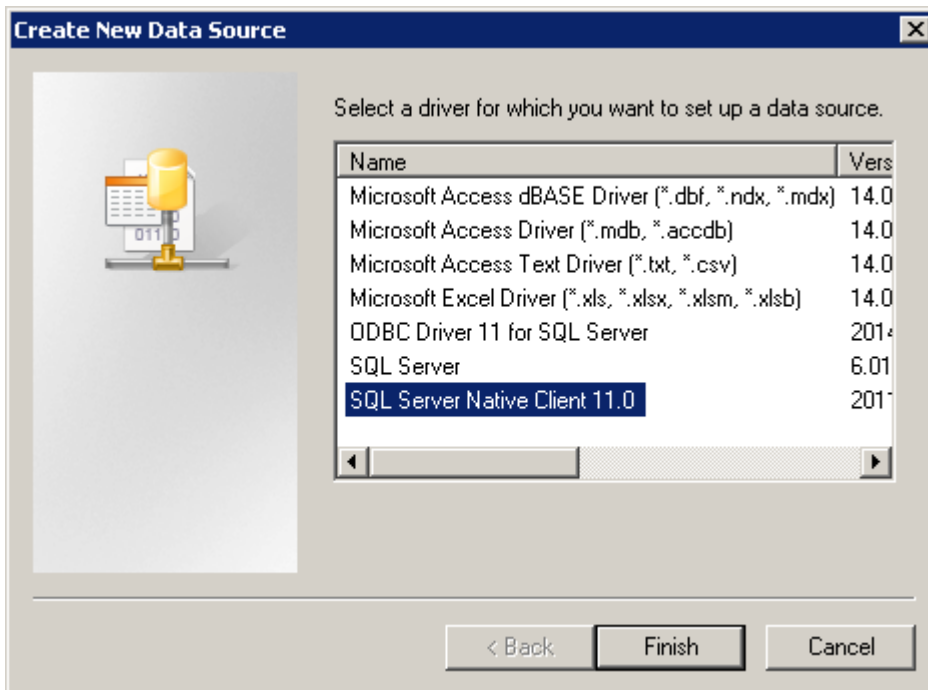 Create New Data Source
Select a driver for which you want to set up a data source.
Name Vers
Microsoft Access dBASE Driver (*.dbf, *.ndx, *.mdx) 14.0
Microsoft Access Driver (*.mdb, *.accdb) 14.0
Microsoft Access Text Driver (*.txt, *.csv) 14.0
Microsoft Excel Driver (*.xls, *.xlsx, *.xlsm, *.xlsb) 14.0
ODBC Driver 11 for SQL Server 2014
SQL Server 6.01
SQL Server Native Client 11.0 2011
< Back Finish Cancel